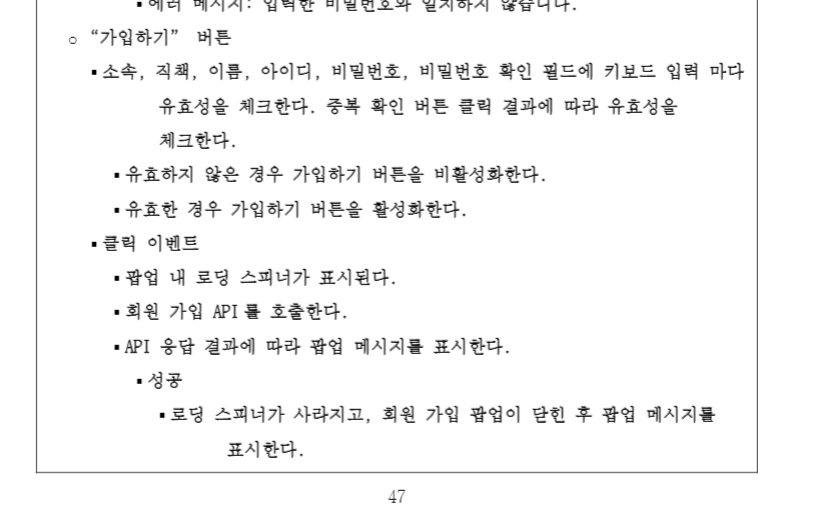 ▪에러 메시지: 입력한 비밀번호와 일치하지 않습니다.
○ “가입하기” 버튼
▪소속, 직책, 이름, 아이디, 비밀번호, 비밀번호 확인 필드에 키보드 입력 마다
유효성을 체크한다. 중복 확인 버튼 클릭 결과에 따라 유효성을
체크한다.
▪유효하지 않은 경우 가입하기 버튼을 비활성화한다.
▪유효한 경우 가입하기 버튼을 활성화한다.
▪클릭 이벤트
▪팝업 내 로딩 스피너가 표시된다.
▪회원 가입 API를 호출한다.
▪API 응답 결과에 따라 팝업 메시지를 표시한다.
▪성공
▪로딩 스피너가 사라지고, 회원 가입 팝업이 닫힌 후 팝업 메시지를
표시한다.
47